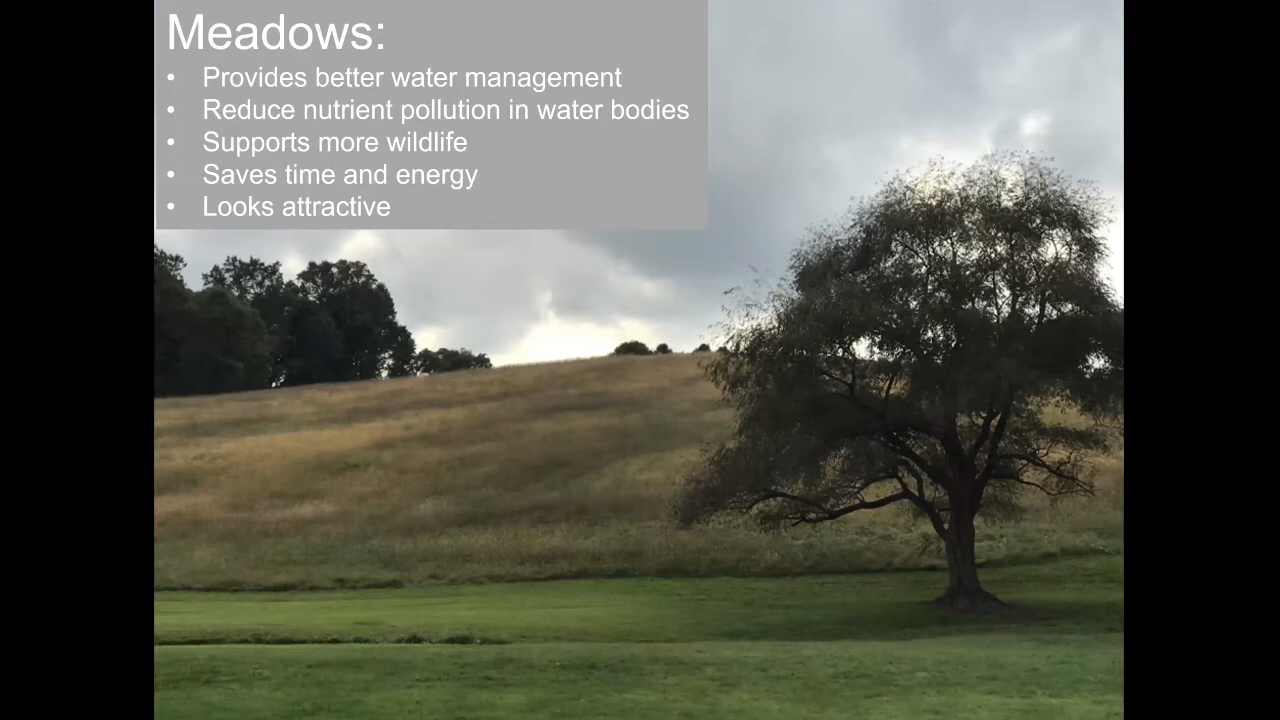 Meadows:
• Provides better water management
• Reduce nutrient pollution in water bodies
• Supports more wildlife
• Saves time and energy
• Looks attractive